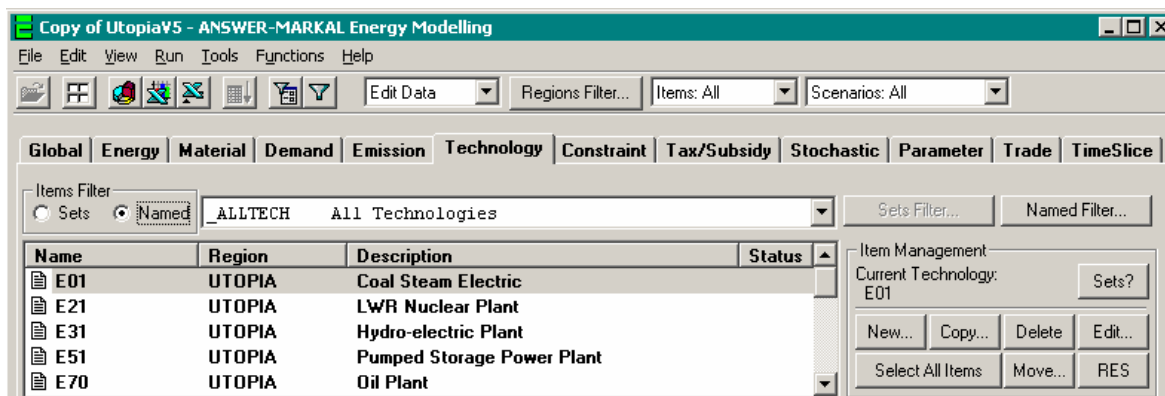 Copy of UtopiaV5 - ANSWER-MARKAL Energy Modelling
File Edit View Run Tools Functions Help
Edit Data Regions Filter... Items: All Scenarios: All
Global Energy Material Demand Emission Technology Constraint Tax/Subsidy Stochastic Parameter Trade TimeSlice
Items Filter
Sets Named _ALLTECH All Technologies Sets Filter... Named Filter...
Name Region Description Status
Item Management
E01 UTOPIA Coal Steam Electric
Current Technology:
E01
Sets?
E21 UTOPIA LWR Nuclear Plant
E31 UTOPIA Hydro-electric Plant
New... Copy... Delete Edit...
E51 UTOPIA Pumped Storage Power Plant
E70 UTOPIA Oil Plant
Select All Items Move... RES